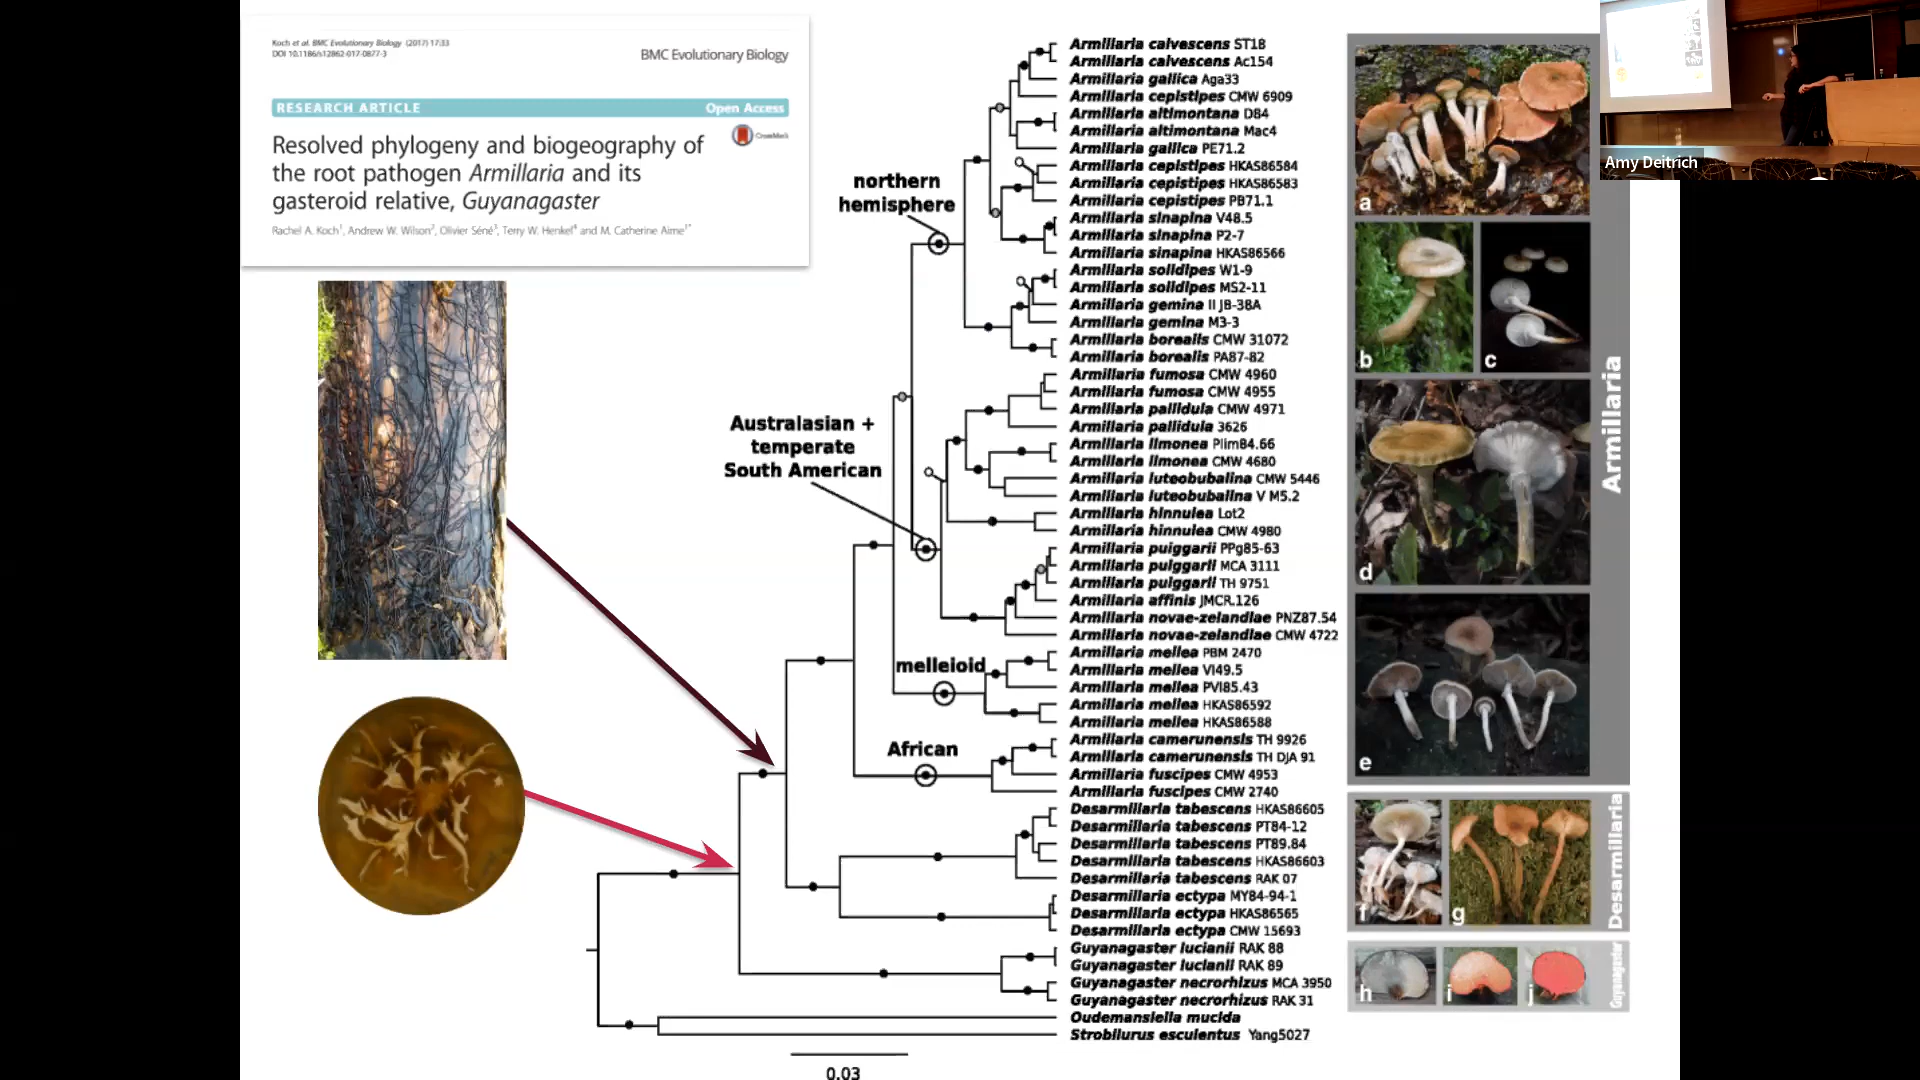 Koch et al. BMC Evolutionary Biology (2017) 17:33
DOI 10.1186/s12862-017-0877-3
BMC Evolutionary Biology
RESEARCH ARTICLE
Open Access
CrossMark
Resolved phylogeny and biogeography of
the root pathogen Armillaria and its
gasteroid relative, Guyanagaster
Rachel A. Koch1, Andrew W. Wilson2, Olivier Séné3, Terry W. Henkel4 and M. Catherine Aime1*
northern
hemisphere
Australasian +
temperate
South American
melleioid
African
Armillaria calvescens ST18
Armillaria calvescens Ac154
Armillaria gallica Aga33
Armillaria cepistipes CMW 6909
Armillaria altimontana D84
Armillaria altimontana Mac4
Armillaria gallica PE71.2
Armillaria cepistipes HKAS86584
Armillaria cepistipes HKAS86583
Armillaria cepistipes PB71.1
Armillaria sinapina V48.5
Armillaria sinapina P2-7
Armillaria sinapina HKAS86566
Armillaria solidipes W1-9
Armillaria solidipes MS2-11
Armillaria gemina II JB-38A
Armillaria gemina M3-3
Armillaria borealis CMW 31072
Armillaria borealis PA87-82
Armillaria fumosa CMW 4960
Armillaria fumosa CMW 4955
Armillaria pallidula CMW 4971
Armillaria pallidula 3626
Armillaria limonea Plim84.66
Armillaria limonea CMW 4680
Armillaria luteobubalina CMW 5446
Armillaria luteobubalina V M5.2
Armillaria hinnulea Lot2
Armillaria hinnulea CMW 4980
Armillaria puiggarii PPg85-63
Armillaria puiggarii MCA 3111
Armillaria puiggarii TH 9751
Armillaria affinis JMCR.126
Armillaria novae-zelandiae PNZ87.54
Armillaria novae-zelandiae CMW 4722
Armillaria mellea PBM 2470
Armillaria mellea VI49.5
Armillaria mellea PVI85.43
Armillaria mellea HKAS86592
Armillaria mellea HKAS86588
Armillaria camerunensis TH 9926
Armillaria camerunensis TH DJA 91
Armillaria fuscipes CMW 4953
Armillaria fuscipes CMW 2740
Desarmillaria tabescens HKAS86605
Desarmillaria tabescens PT84-12
Desarmillaria tabescens PT89.84
Desarmillaria tabescens HKAS86603
Desarmillaria tabescens RAK 07
Desarmillaria ectypa MY84-94-1
Desarmillaria ectypa HKAS86565
Desarmillaria ectypa CMW 15693
Guyanagaster lucianii RAK 88
Guyanagaster lucianii RAK 89
Guyanagaster necrorhizus MCA 3950
Guyanagaster necrorhizus RAK 31
Oudemansiella mucida
Strobilurus esculentus Yang5027
0.03
a
b
c
d
e
Armillaria
f
g
Desarmillaria
h
i
j
Guyanagaster
Amy Deitrich